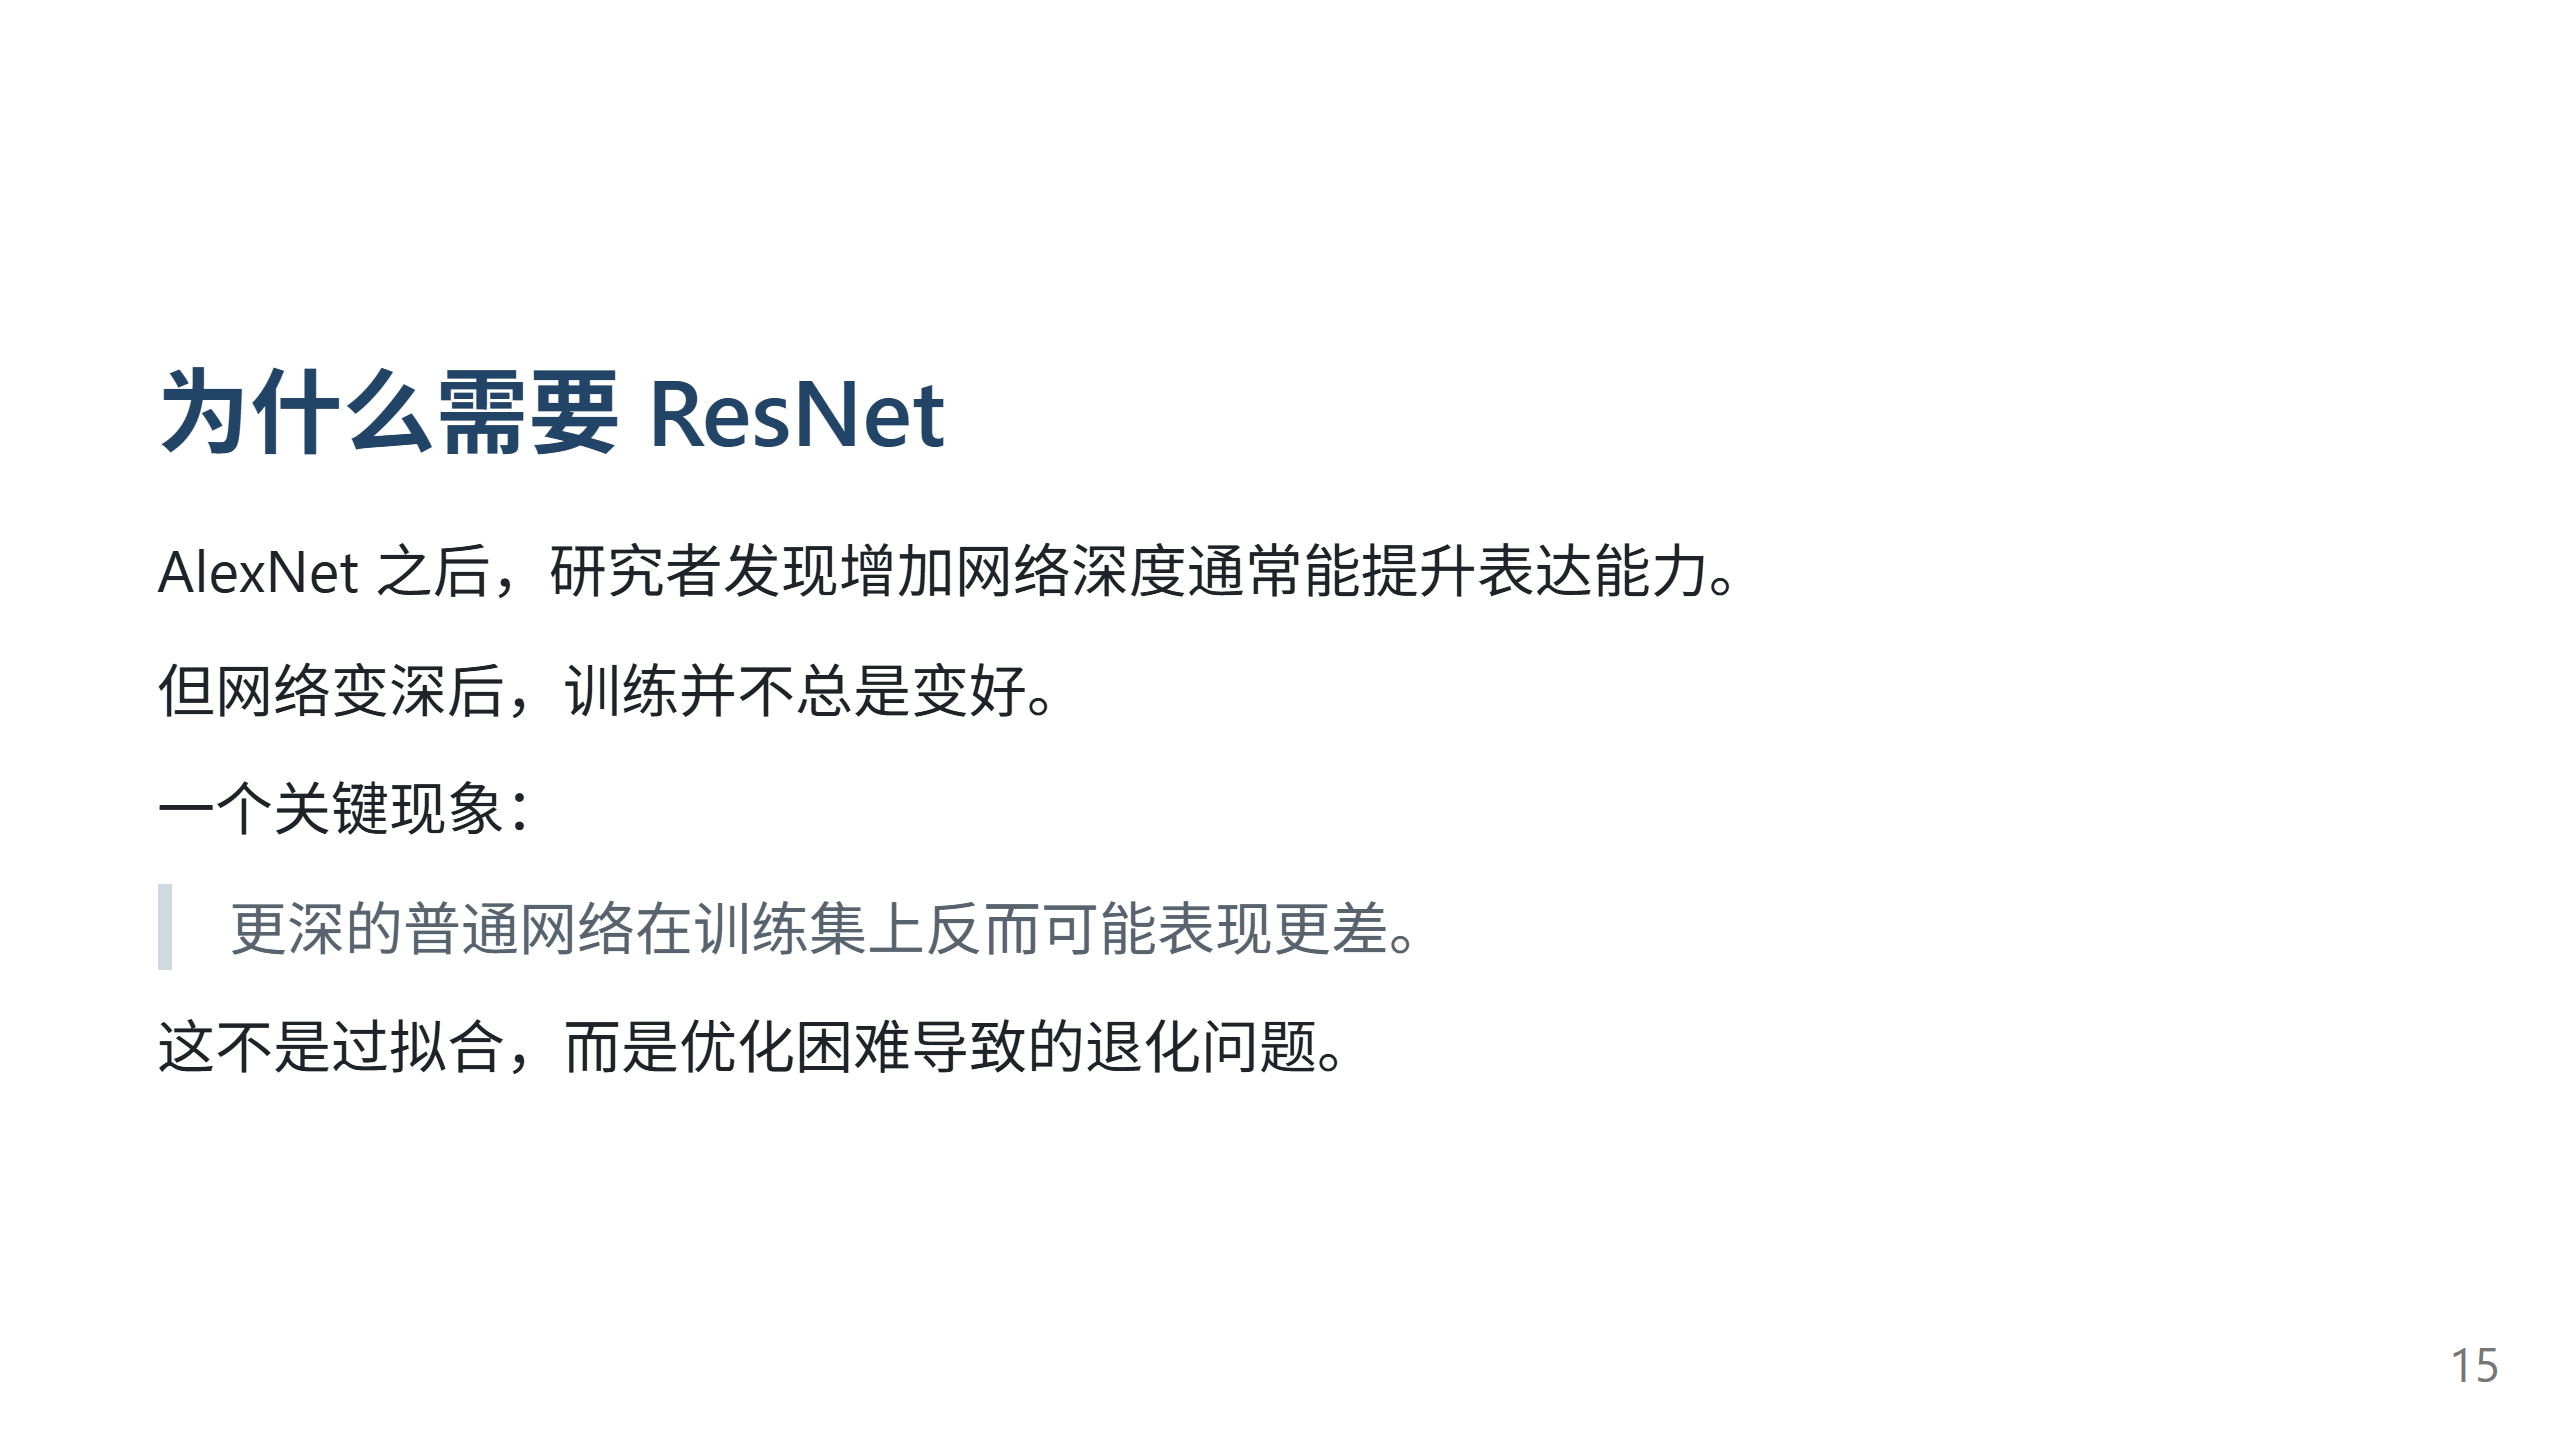 为什么需要 ResNet
AlexNet 之后，研究者发现增加网络深度通常能提升表达能力。
但网络变深后，训练并不总是变好。
一个关键现象：
更深的普通网络在训练集上反而可能表现更差。
这不是过拟合，而是优化困难导致的退化问题。
15